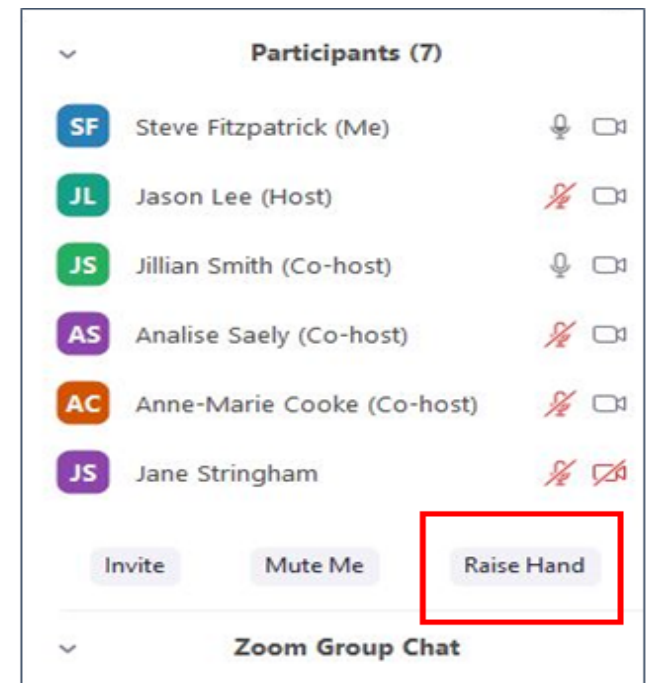 Participants (7)
SF Steve Fitzpatrick (Me)
JL Jason Lee (Host)
JS Jillian Smith (Co-host)
AS Analise Saely (Co-host)
AC Anne-Marie Cooke (Co-host)
JS Jane Stringham
Invite Mute Me Raise Hand
Zoom Group Chat